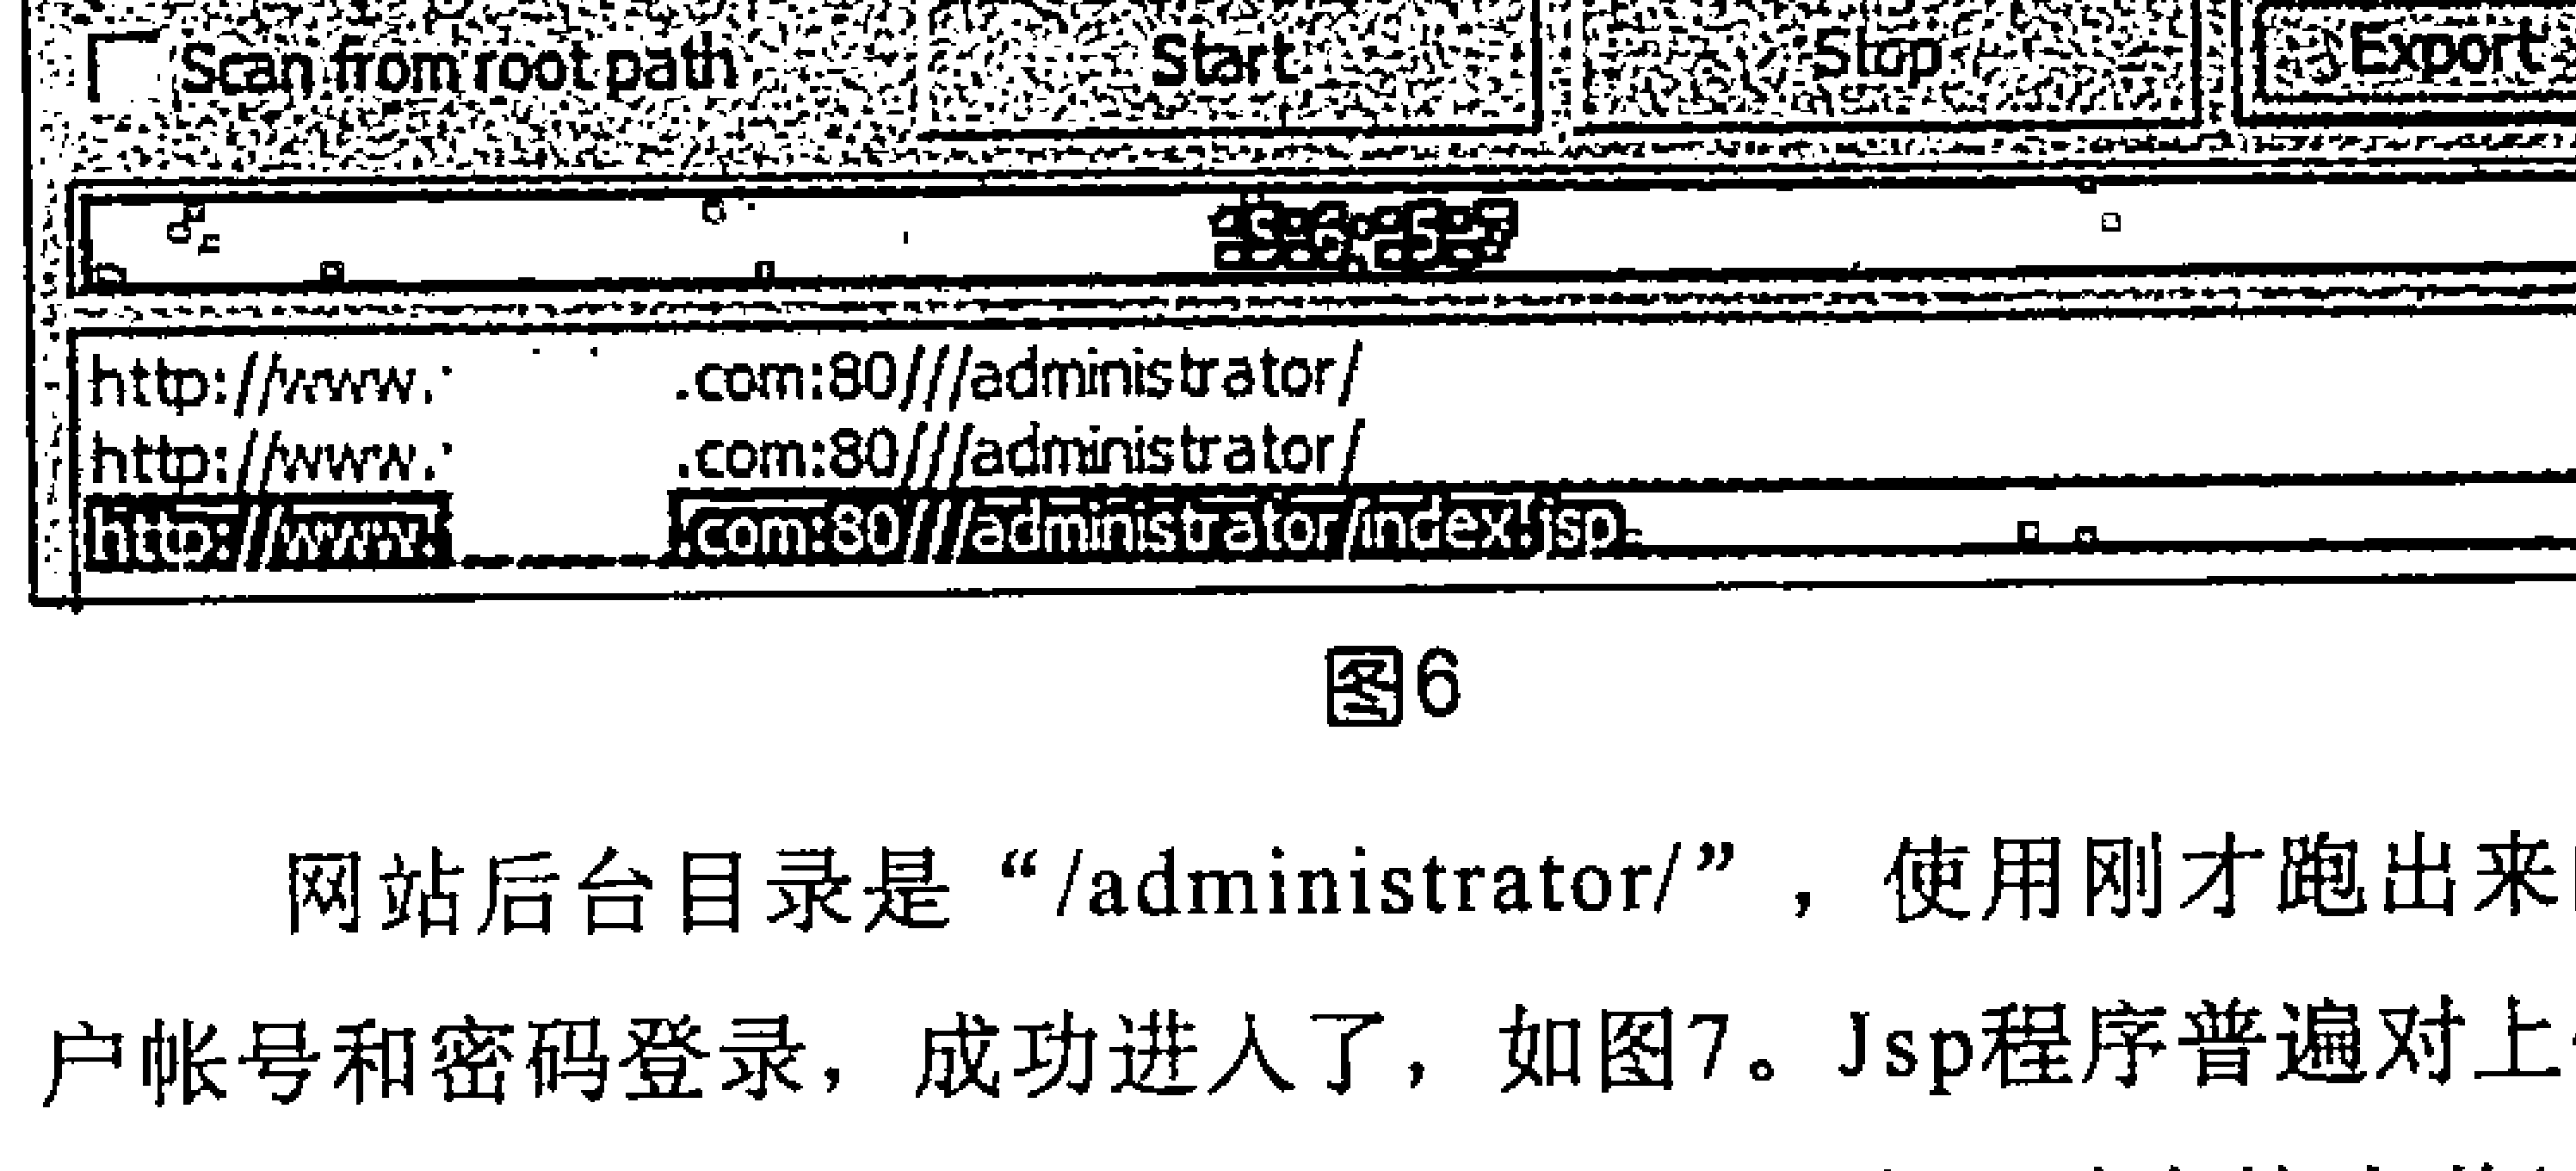 Scan from root path Start Stop Export
http://www. .com:80///administrator/
http://www. .com:80///administrator/
http://www. .com:80///administrator/index.jsp
图6
网站后台目录是“/administrator/”，使用刚才跑出来
户帐号和密码登录，成功进入了，如图7。Jsp程序普遍对上